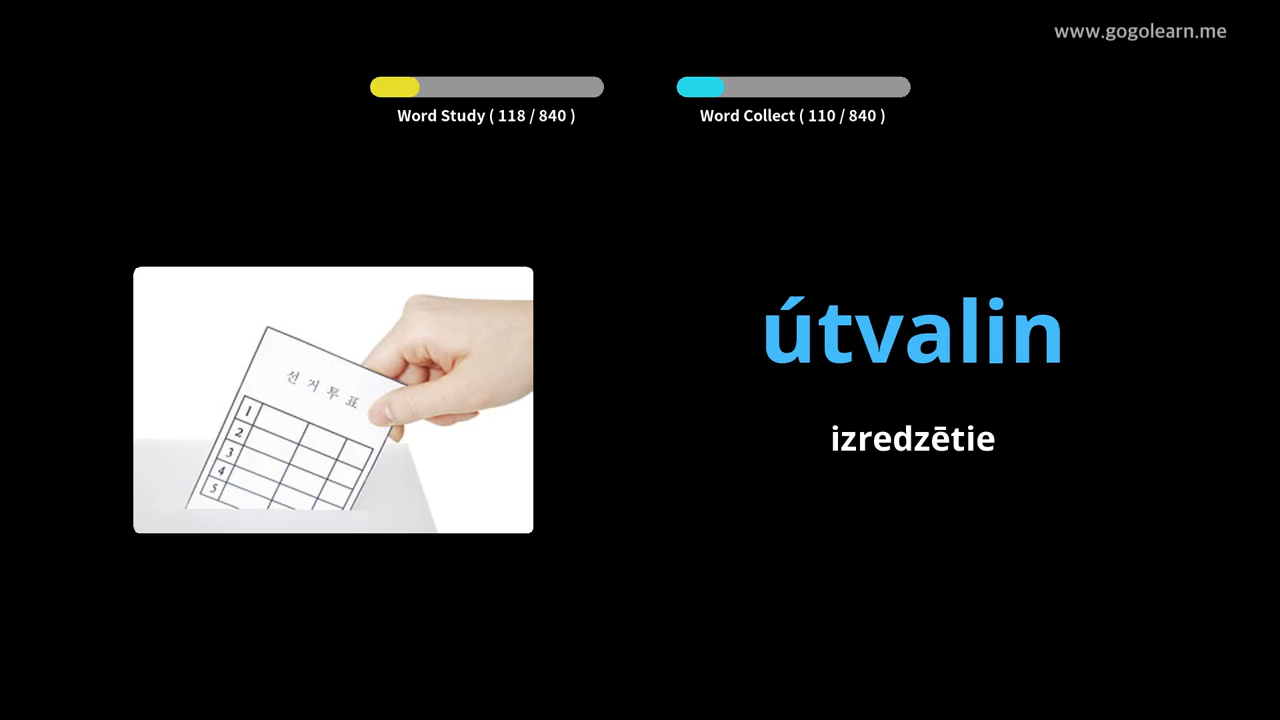 www.gogolearn.me
Word Study ( 118 / 840 )
Word Collect ( 110 / 840 )
선거투표
1
2
3
4
5
útvalin
izredzētie